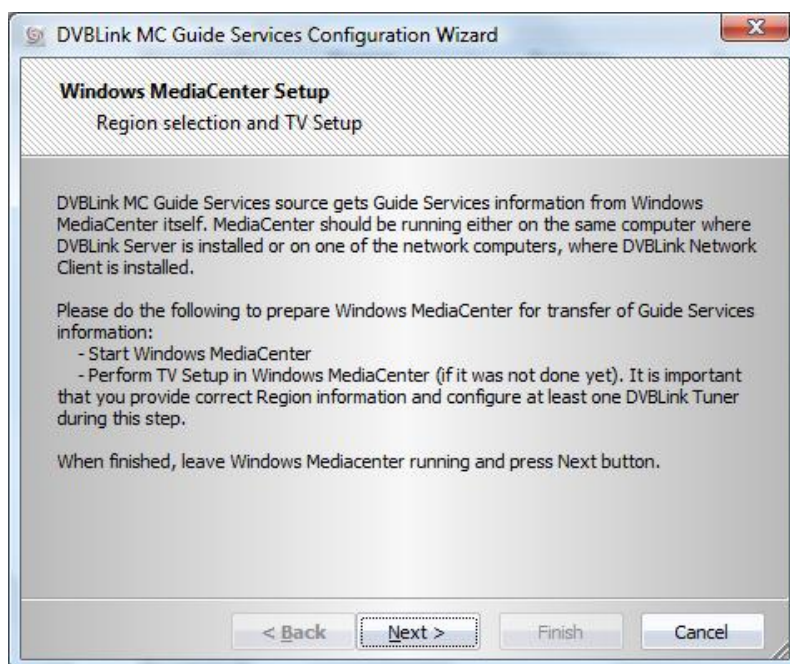 DVBLink MC Guide Services Configuration Wizard
Windows MediaCenter Setup
Region selection and TV Setup
DVBLink MC Guide Services source gets Guide Services information from Windows
MediaCenter itself. MediaCenter should be running either on the same computer where
DVBLink Server is installed or on one of the network computers, where DVBLink Network
Client is installed.
Please do the following to prepare Windows MediaCenter for transfer of Guide Services
information:
- Start Windows MediaCenter
- Perform TV Setup in Windows MediaCenter (if it was not done yet). It is important
that you provide correct Region information and configure at least one DVBLink Tuner
during this step.
When finished, leave Windows Mediacenter running and press Next button.
< Back Next > Finish Cancel